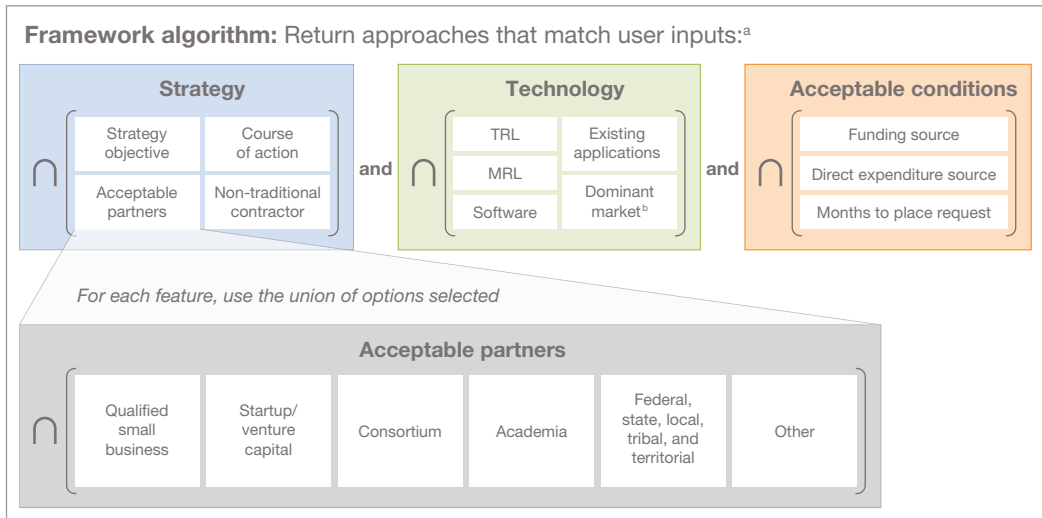 Framework algorithm: Return approaches that match user inputs:ᵃ
Strategy
∩
Strategy
objective
Course
of action
Acceptable
partners
Non-traditional
contractor
and
Technology
∩
TRL
MRL
Software
Existing
applications
Dominant
marketᵇ
and
Acceptable conditions
∩
Funding source
Direct expenditure source
Months to place request
For each feature, use the union of options selected
Acceptable partners
∩
Qualified
small
business
Startup/
venture
capital
Consortium
Academia
Federal,
state, local,
tribal, and
territorial
Other